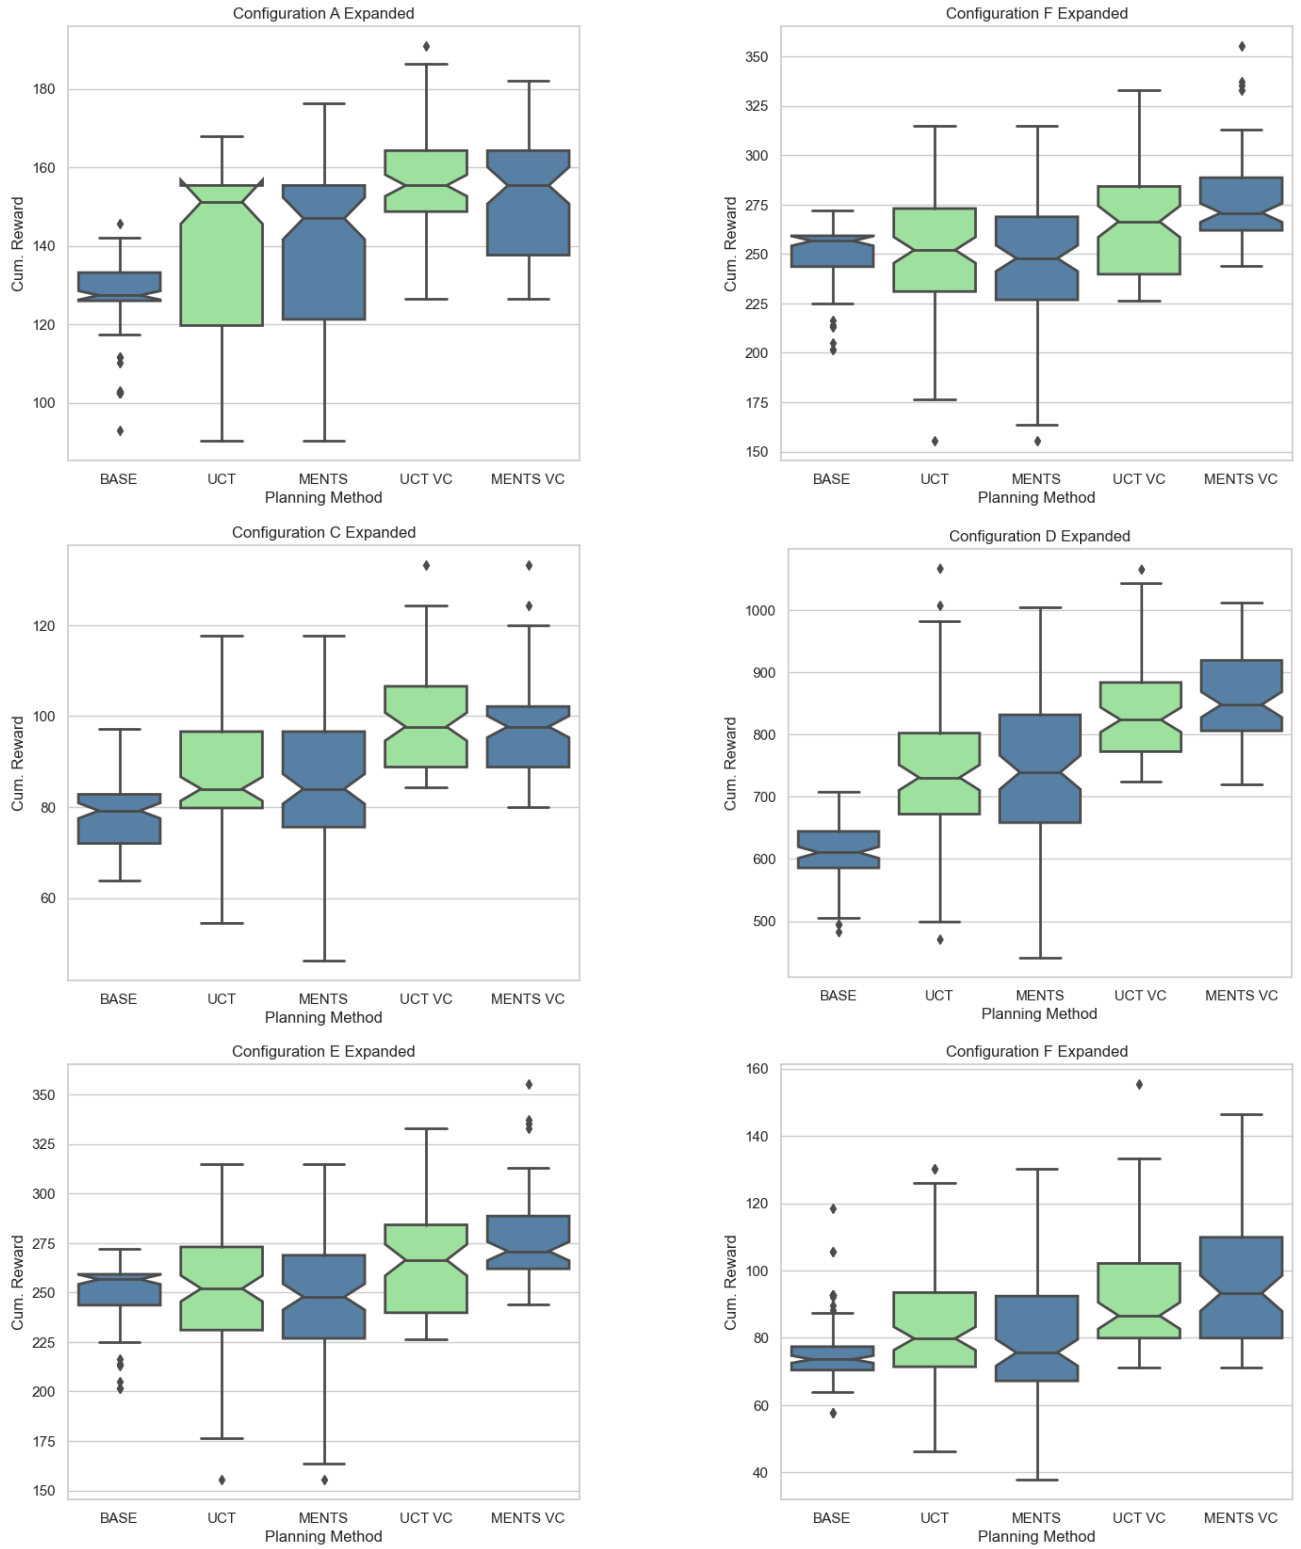 Configuration A Expanded
Cum. Reward
180
160
140
120
100
BASE UCT MENTS UCT VC MENTS VC
Planning Method
Configuration F Expanded
Cum. Reward
350
325
300
275
250
225
200
175
150
BASE UCT MENTS UCT VC MENTS VC
Planning Method
Configuration C Expanded
Cum. Reward
120
100
80
60
BASE UCT MENTS UCT VC MENTS VC
Planning Method
Configuration D Expanded
Cum. Reward
1000
900
800
700
600
500
BASE UCT MENTS UCT VC MENTS VC
Planning Method
Configuration E Expanded
Cum. Reward
350
325
300
275
250
225
200
175
150
BASE UCT MENTS UCT VC MENTS VC
Planning Method
Configuration F Expanded
Cum. Reward
160
140
120
100
80
60
40
BASE UCT MENTS UCT VC MENTS VC
Planning Method